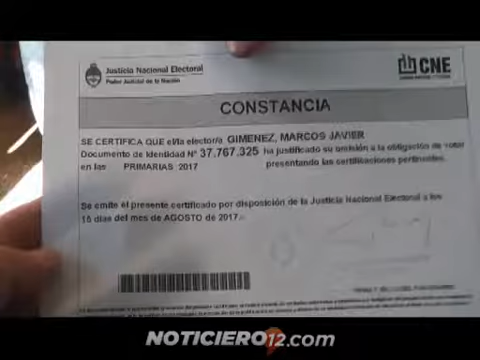 Justicia Nacional Electoral
Poder Judicial de la Nación
CNE
CONSTANCIA
SE CERTIFICA QUE el/la elector/a GIMENEZ, MARCOS JAVIER
Documento de Identidad Nº 37.767.325 ha justificado su omisión a la obligación de votar
en las PRIMARIAS 2017 presentando las certificaciones pertinentes.
Se emite el presente certificado por disposición de la Justicia Nacional Electoral a los
15 días del mes de AGOSTO de 2017.-
NOTICIERO12.com